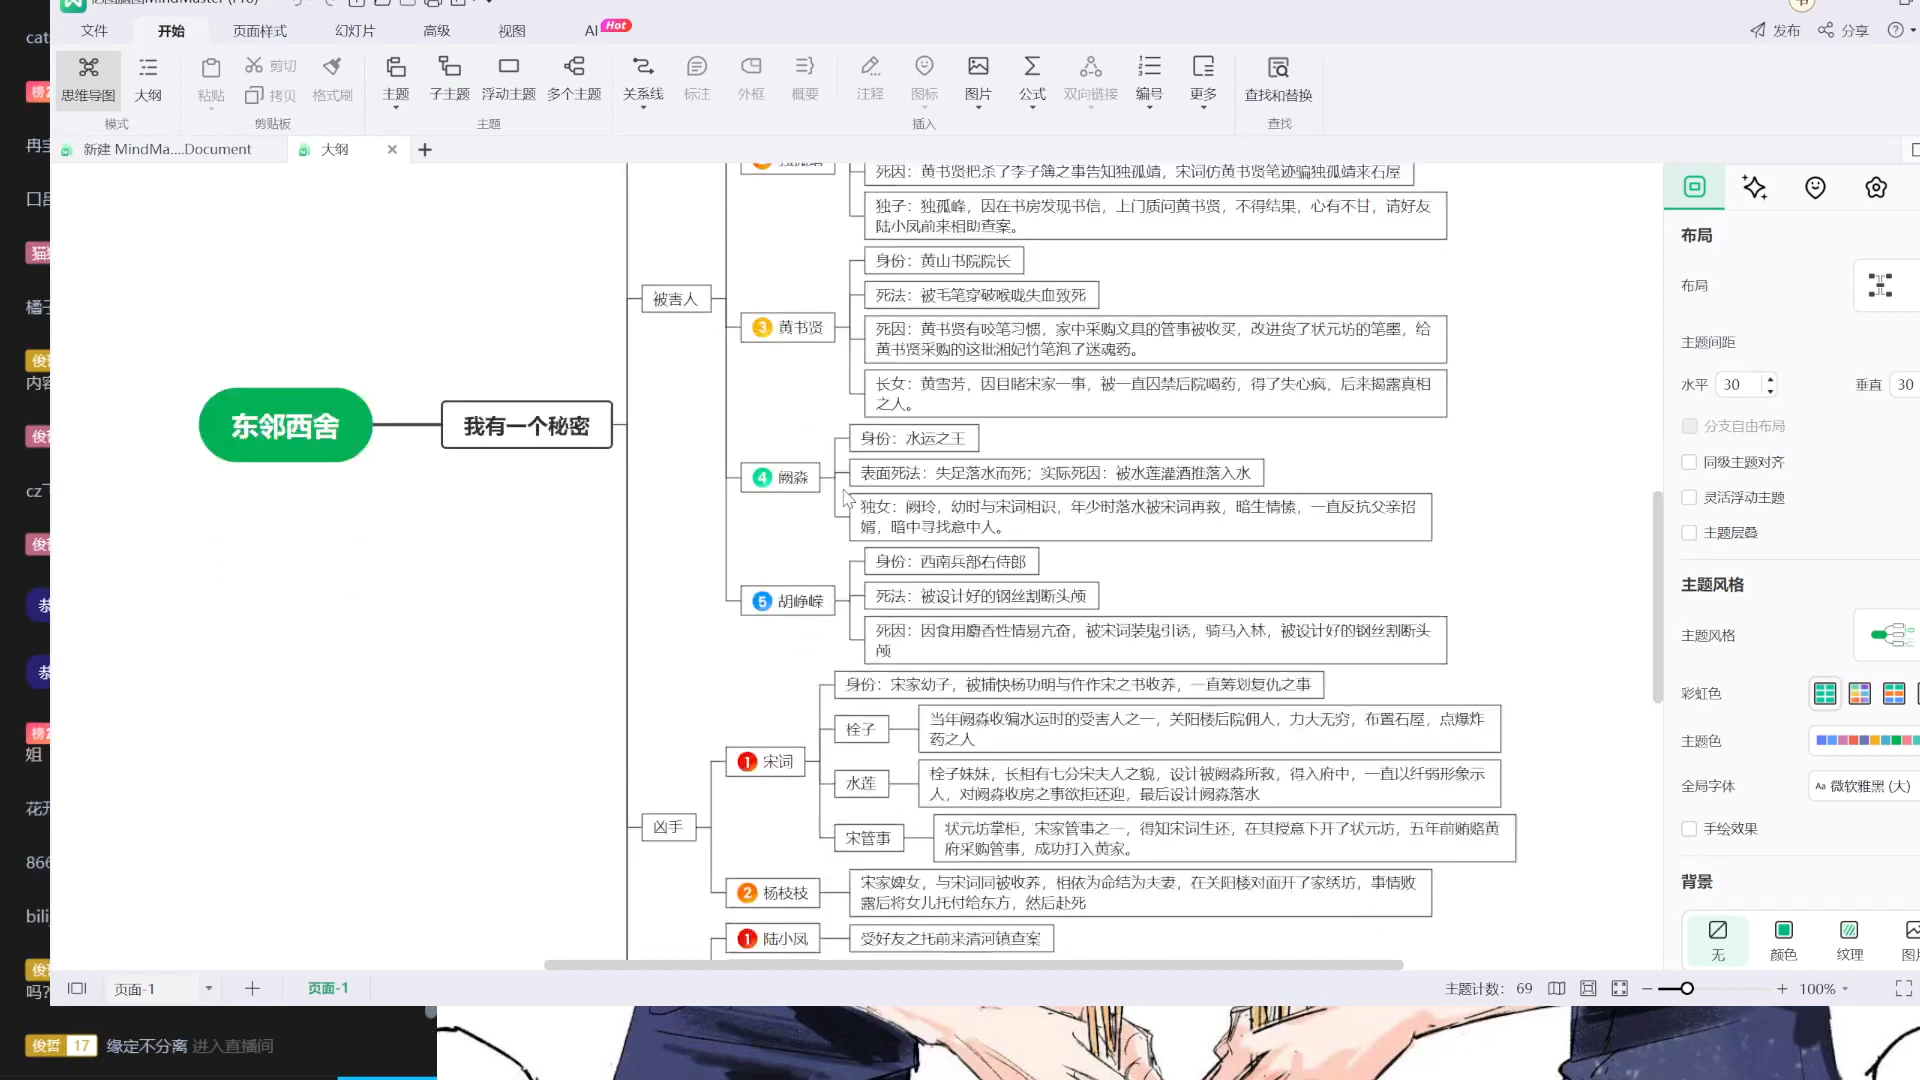 文件
开始
页面样式
幻灯片
高级
视图
AI
Hot
发布
分享
思维导图
大纲
粘贴
剪切
拷贝
格式刷
主题
子主题
浮动主题
多个主题
关系线
标注
外框
概要
注释
图标
图片
公式
双向链接
编号
更多
查找和替换
模式
剪贴板
主题
插入
查找
新建 MindMa....Document
大纲
死因：黄书贤把杀了李子簿之事告知独孤靖，宋词仿黄书贤笔迹骗独孤靖来石屋
独子：独孤峰，因在书房发现书信，上门质问黄书贤，不得结果，心有不甘，请好友
陆小凤前来相助查案。
被害人
3 黄书贤
身份：黄山书院院长
死法：被毛笔穿破喉咙失血致死
死因：黄书贤有咬笔习惯，家中采购文具的管事被收买，改进货了状元坊的笔墨，给
黄书贤采购的这批湘妃竹笔泡了迷魂药。
长女：黄雪芳，因目睹宋家一事，被一直囚禁后院喝药，得了失心疯，后来揭露真相
之人。
东邻西舍
我有一个秘密
4 阙淼
身份：水运之王
表面死法：失足落水而死；实际死因：被水莲灌酒推落入水
独女：阙玲，幼时与宋词相识，年少时落水被宋词再救，暗生情愫，一直反抗父亲招
婿，暗中寻找意中人。
5 胡峥嵘
身份：西南兵部右侍郎
死法：被设计好的钢丝割断头颅
死因：因食用麝香性情易亢奋，被宋词装鬼引诱，骑马入林，被设计好的钢丝割断头
颅
凶手
1 宋词
身份：宋家幼子，被捕快杨功明与仵作宋之书收养，一直筹划复仇之事
栓子
当年阙淼收编水运时的受害人之一，关阳楼后院佣人，力大无穷，布置石屋，点爆炸
药之人
水莲
栓子妹妹，长相有七分宋夫人之貌，设计被阙淼所救，得入府中，一直以纤弱形象示
人，对阙淼收房之事欲拒还迎，最后设计阙淼落水
宋管事
状元坊掌柜，宋家管事之一，得知宋词生还，在其授意下开了状元坊，五年前贿赂黄
府采购管事，成功打入黄家。
2 杨枝枝
宋家婢女，与宋词同被收养，相依为命结为夫妻，在关阳楼对面开了家绣坊，事情败
露后将女儿托付给东方，然后赴死
1 陆小凤
受好友之托前来清河镇查案
布局
布局
主题间距
水平
30
垂直
30
分支自由布局
同级主题对齐
灵活浮动主题
主题层叠
主题风格
主题风格
彩虹色
主题色
全局字体
Aa 微软雅黑 (大)
手绘效果
背景
无
颜色
纹理
页面-1
页面-1
主题计数：69
100%
俊哲 17 缘定不分离 进入直播间